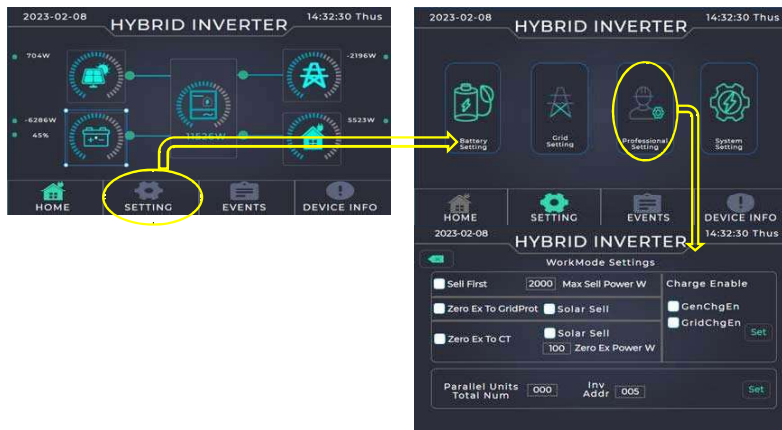 2023-02-08
HYBRID INVERTER
14:32:30 Thus
704W
-2196W
-6286W
45%
11526W
5523W
HOME
SETTING
EVENTS
DEVICE INFO
2023-02-08
HYBRID INVERTER
14:32:30 Thus
Battery
Setting
Grid
Setting
Professional
Setting
System
Setting
HOME
SETTING
EVENTS
DEVICE INFO
2023-02-08
HYBRID INVERTER
14:32:30 Thus
WorkMode Settings
Sell First 2000 Max Sell Power W
Charge Enable
Zero Ex To GridProt Solar Sell
GenChgEn
GridChgEn
Set
Zero Ex To CT Solar Sell
100 Zero Ex Power W
Parallel Units
Total Num 000
Inv
Addr 005
Set